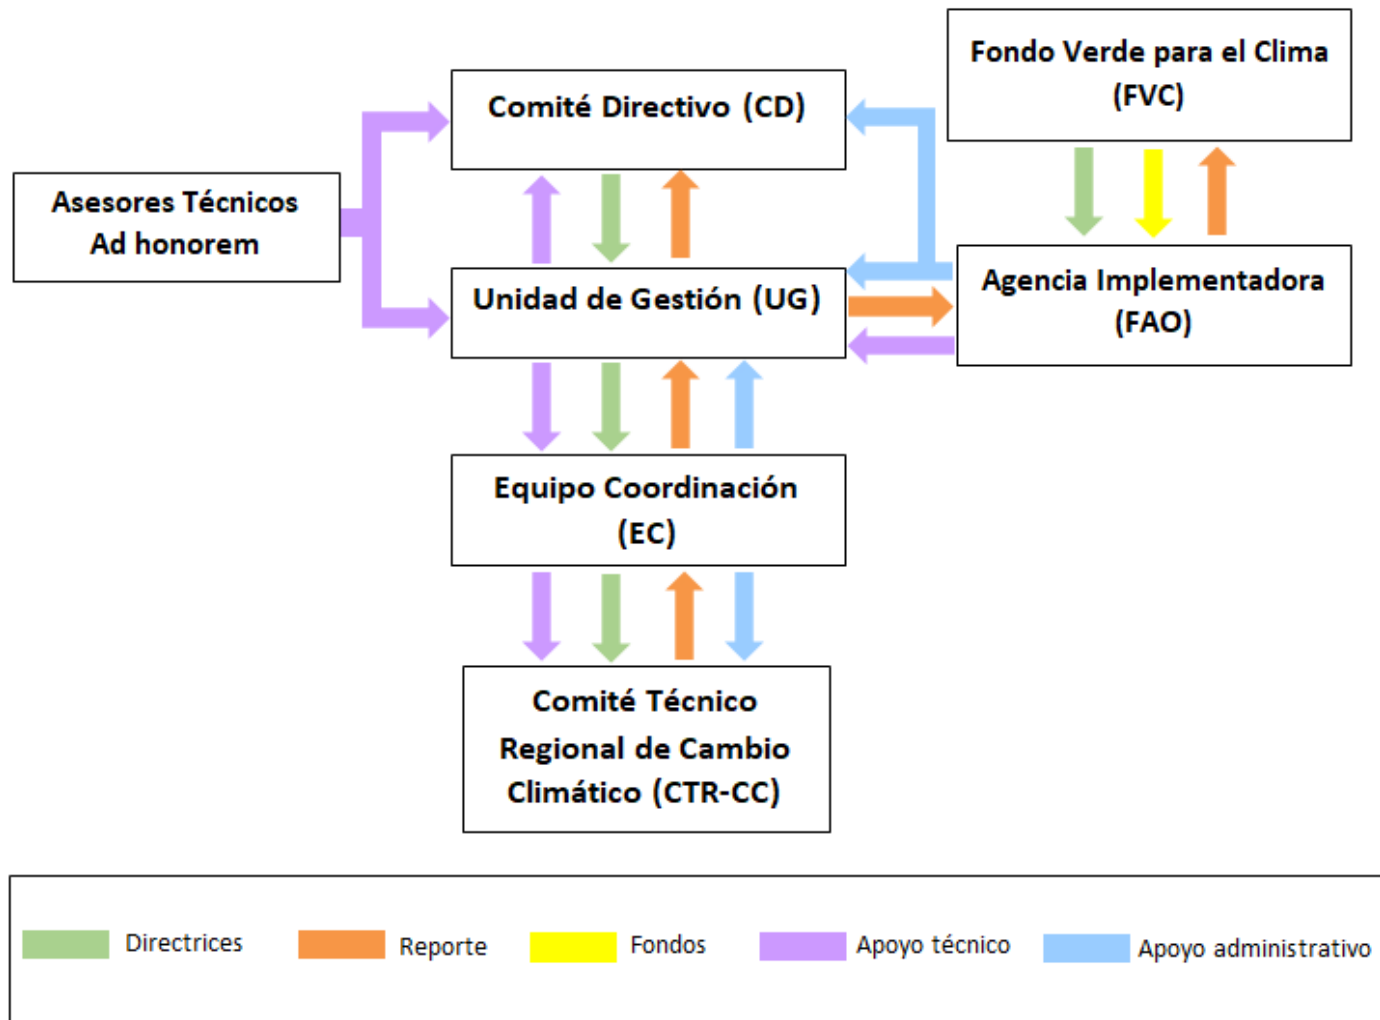 Fondo Verde para el Clima
(FVC)
Comité Directivo (CD)
Asesores Técnicos
Ad honorem
Unidad de Gestión (UG)
Agencia Implementadora
(FAO)
Equipo Coordinación
(EC)
Comité Técnico
Regional de Cambio
Climático (CTR-CC)
Directrices
Reporte
Fondos
Apoyo técnico
Apoyo administrativo